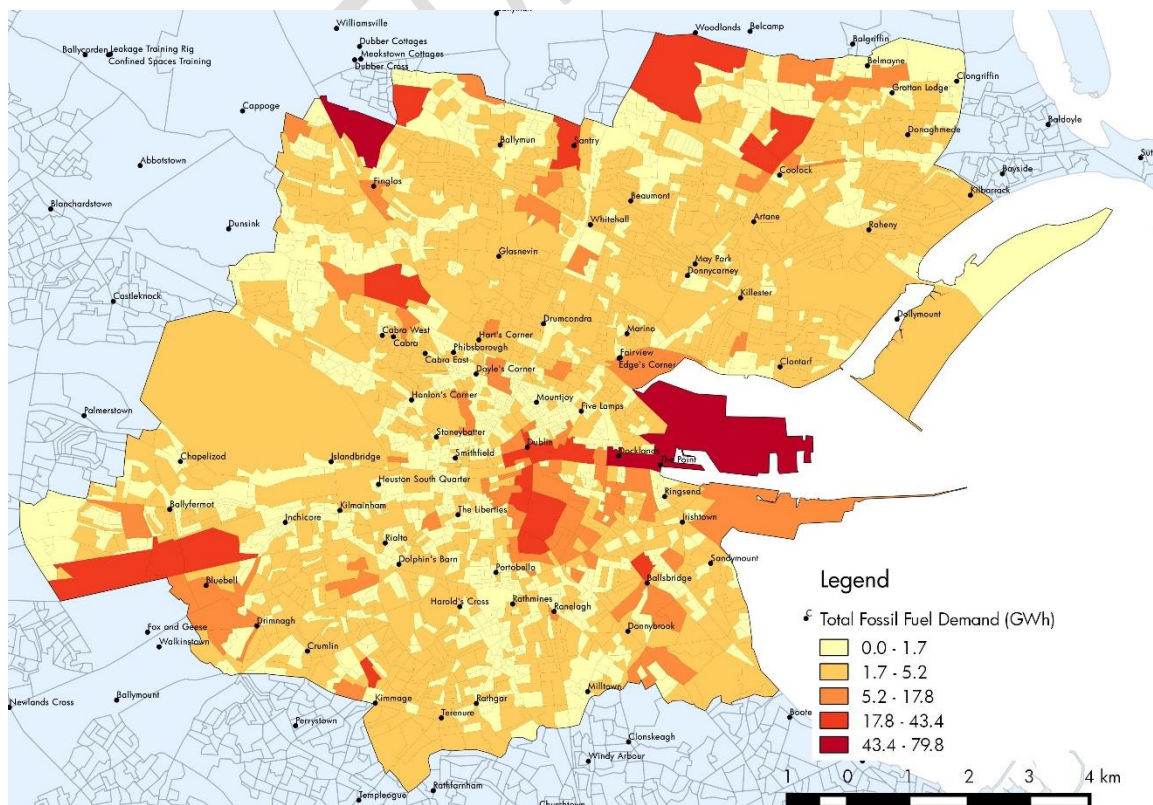 Williamsville
Woodlands
Belcamp
Dubber Cottages
Balgriffin
Ballycorden
Leakage Training Rig
Meakstown Cottages
Confined Spaces Training
Dubber Cross
Belmayne
Clongriffin
Grattan Lodge
Cappoge
Baldoyle
Donaghmede
Ballymun
Santry
Sut
Abbotstown
Bayside
Coolock
Finglas
Kilbarrack
Beaumont
Blanchardstown
Artane
Whitehall
Dunsink
Raheny
Glasnevin
May Park
Donnycarney
Castleknock
Killester
Dollymount
Drumcondra
Cabra West
Hart's Corner
Marino
Cabra
Phibsborough
Cabra East
Fairview
Edge's Corner
Clontarf
Doyle's Corner
Hanlon's Corner
Mountjoy
Palmerstown
Five Lamps
Stoneybatter
Dublin
Chapelizod
Islandbridge
Smithfield
Docklands
The Point
Heuston South Quarter
Ringsend
Ballyfermot
Kilmainham
The Liberties
Inchicore
Irishtown
Rialto
Dolphin's Barn
Sandymount
Portobello
Bluebell
Ballsbridge
Harold's Cross
Rathmines
Ranelagh
Fox and Geese
Drimnagh
Donnybrook
Walkinstown
Crumlin
Milltown
Ballymount
Kimmage
Rathgar
Newlands Cross
Terenure
Perrystown
Boote
Clonskeagh
Windy Arbour
Rathfarnham
Templeogue
Churchtown
Legend
Total Fossil Fuel Demand (GWh)
0.0 - 1.7
1.7 - 5.2
5.2 - 17.8
17.8 - 43.4
43.4 - 79.8
1 0 1 2 3 4 km